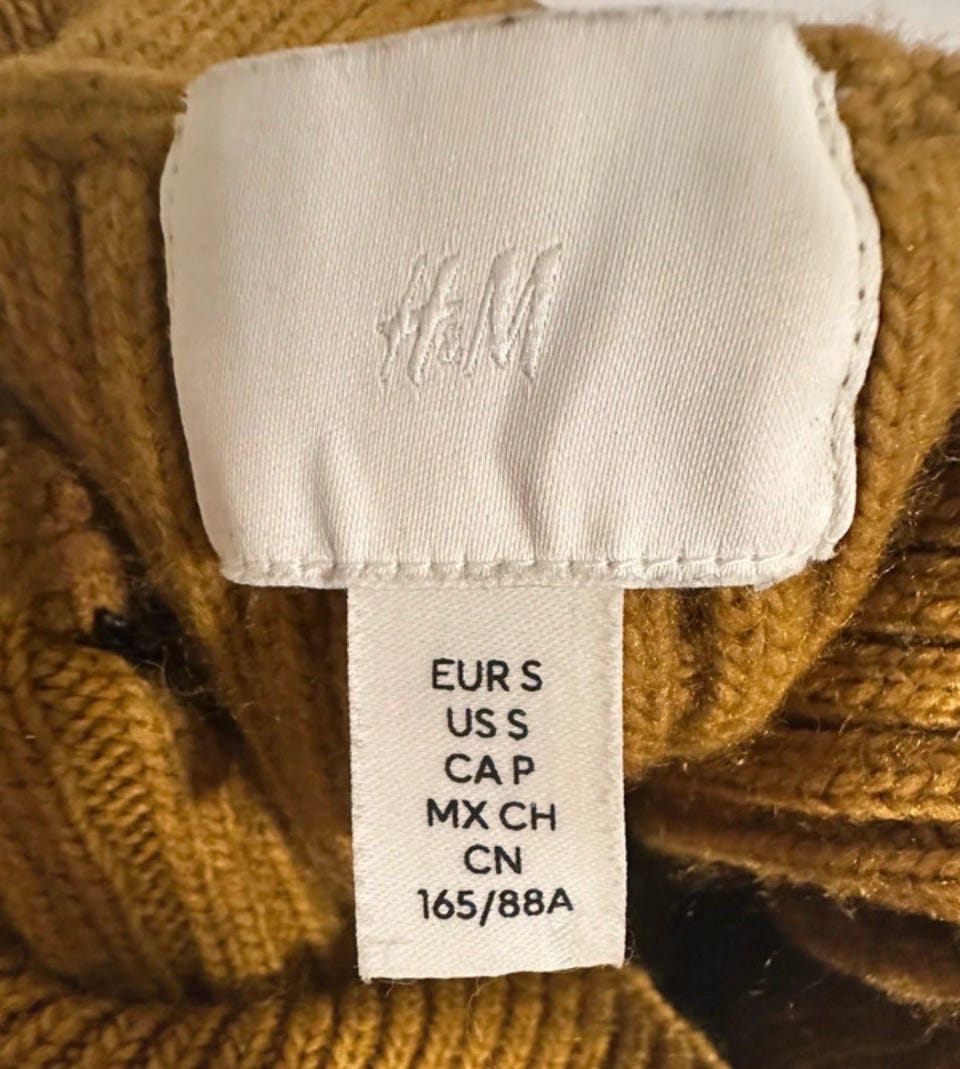 H&M
EUR S
US S
CA P
MX CH
CN
165/88A